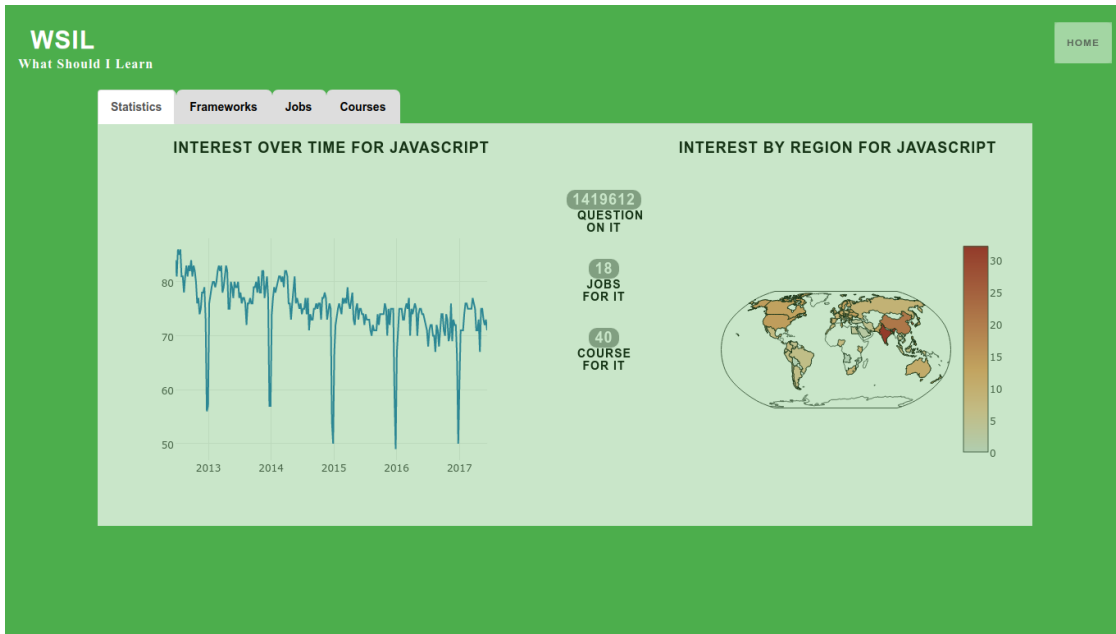 WSIL
What Should I Learn
HOME
Statistics
Frameworks
Jobs
Courses
INTEREST OVER TIME FOR JAVASCRIPT
80
70
60
50
2013
2014
2015
2016
2017
1419612
QUESTION
ON IT
18
JOBS
FOR IT
40
COURSE
FOR IT
INTEREST BY REGION FOR JAVASCRIPT
30
25
20
15
10
5
0